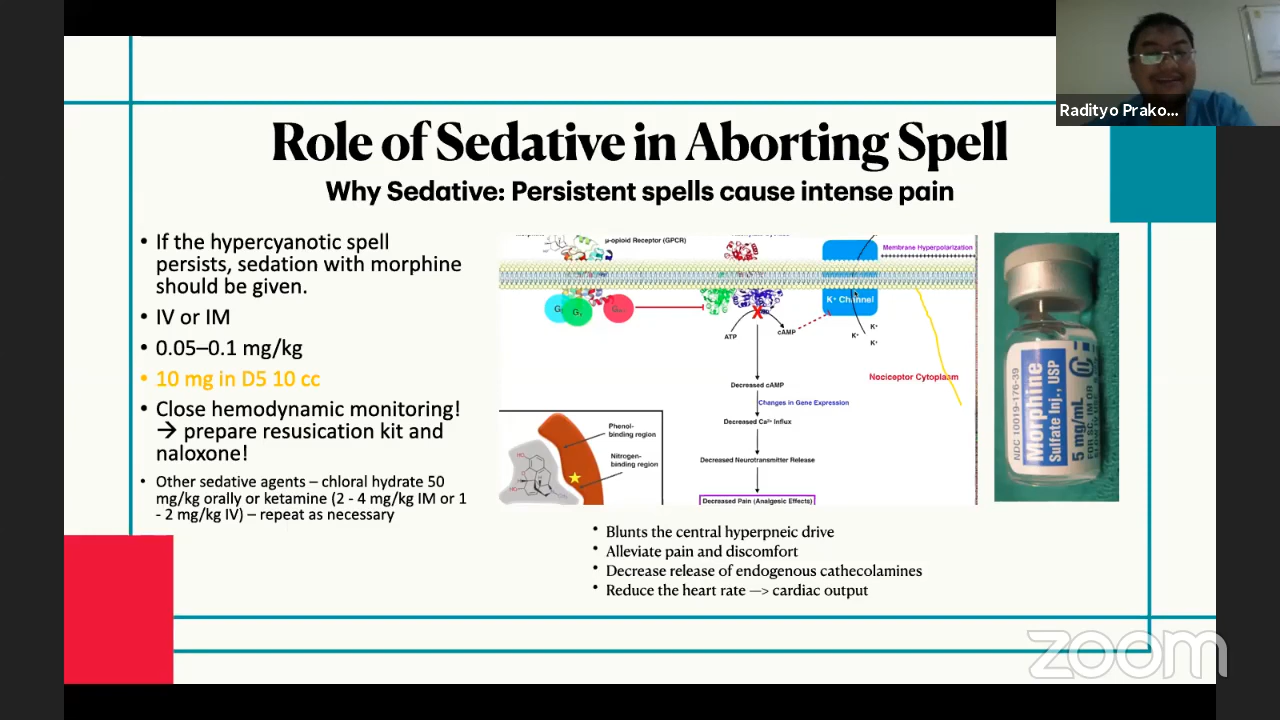 Radityo Prako...
Role of Sedative in Aborting Spell
Why Sedative: Persistent spells cause intense pain
• If the hypercyanotic spell
persists, sedation with morphine
should be given.
• IV or IM
• 0.05–0.1 mg/kg
• 10 mg in D5 10 cc
• Close hemodynamic monitoring!
→ prepare resusication kit and
naloxone!
• Other sedative agents – chloral hydrate 50
mg/kg orally or ketamine (2 - 4 mg/kg IM or 1
- 2 mg/kg IV) – repeat as necessary
μ-opioid Receptor (GPCR)
Membrane Hyperpolarization
K⁺ Channel
ATP
cAMP
K⁺
K⁺
K⁺
Decreased cAMP
Nociceptor Cytoplasm
Changes in Gene Expression
Decreased Ca²⁺ Influx
Decreased Neurotransmitter Release
Decreased Pain (Analgesic Effects)
Phenol-
binding region
Nitrogen-
binding region
HO
HO
NDC 10019-176-39
Morphine
Sulfate Inj., USP
5 mg/mL
• Blunts the central hyperpneic drive
• Alleviate pain and discomfort
• Decrease release of endogenous cathecolamines
• Reduce the heart rate —> cardiac output
zoom